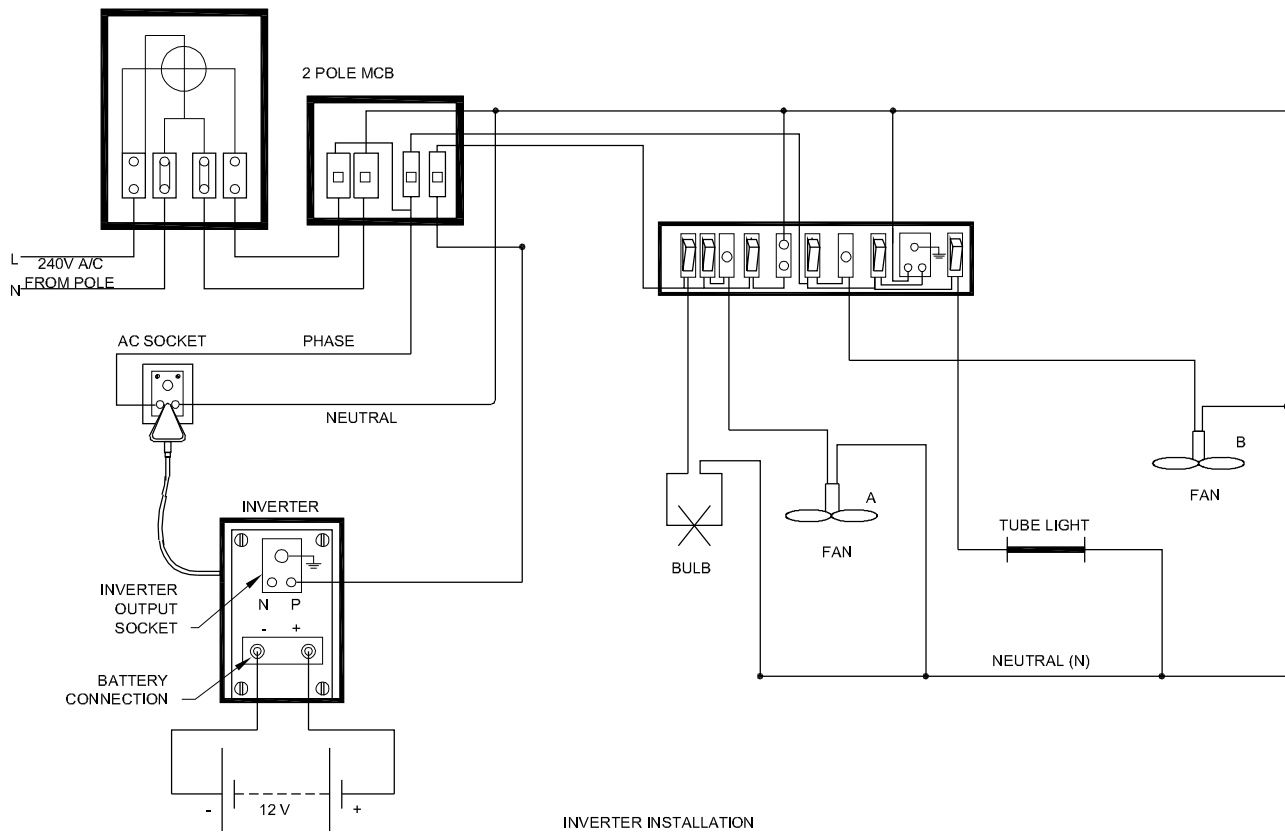 2 POLE MCB
L
240V A/C
N
FROM POLE
AC SOCKET
PHASE
NEUTRAL
INVERTER
INVERTER
OUTPUT
SOCKET
N P
- +
BATTERY
CONNECTION
- 12 V +
BULB
A
FAN
TUBE LIGHT
B
FAN
NEUTRAL (N)
INVERTER INSTALLATION